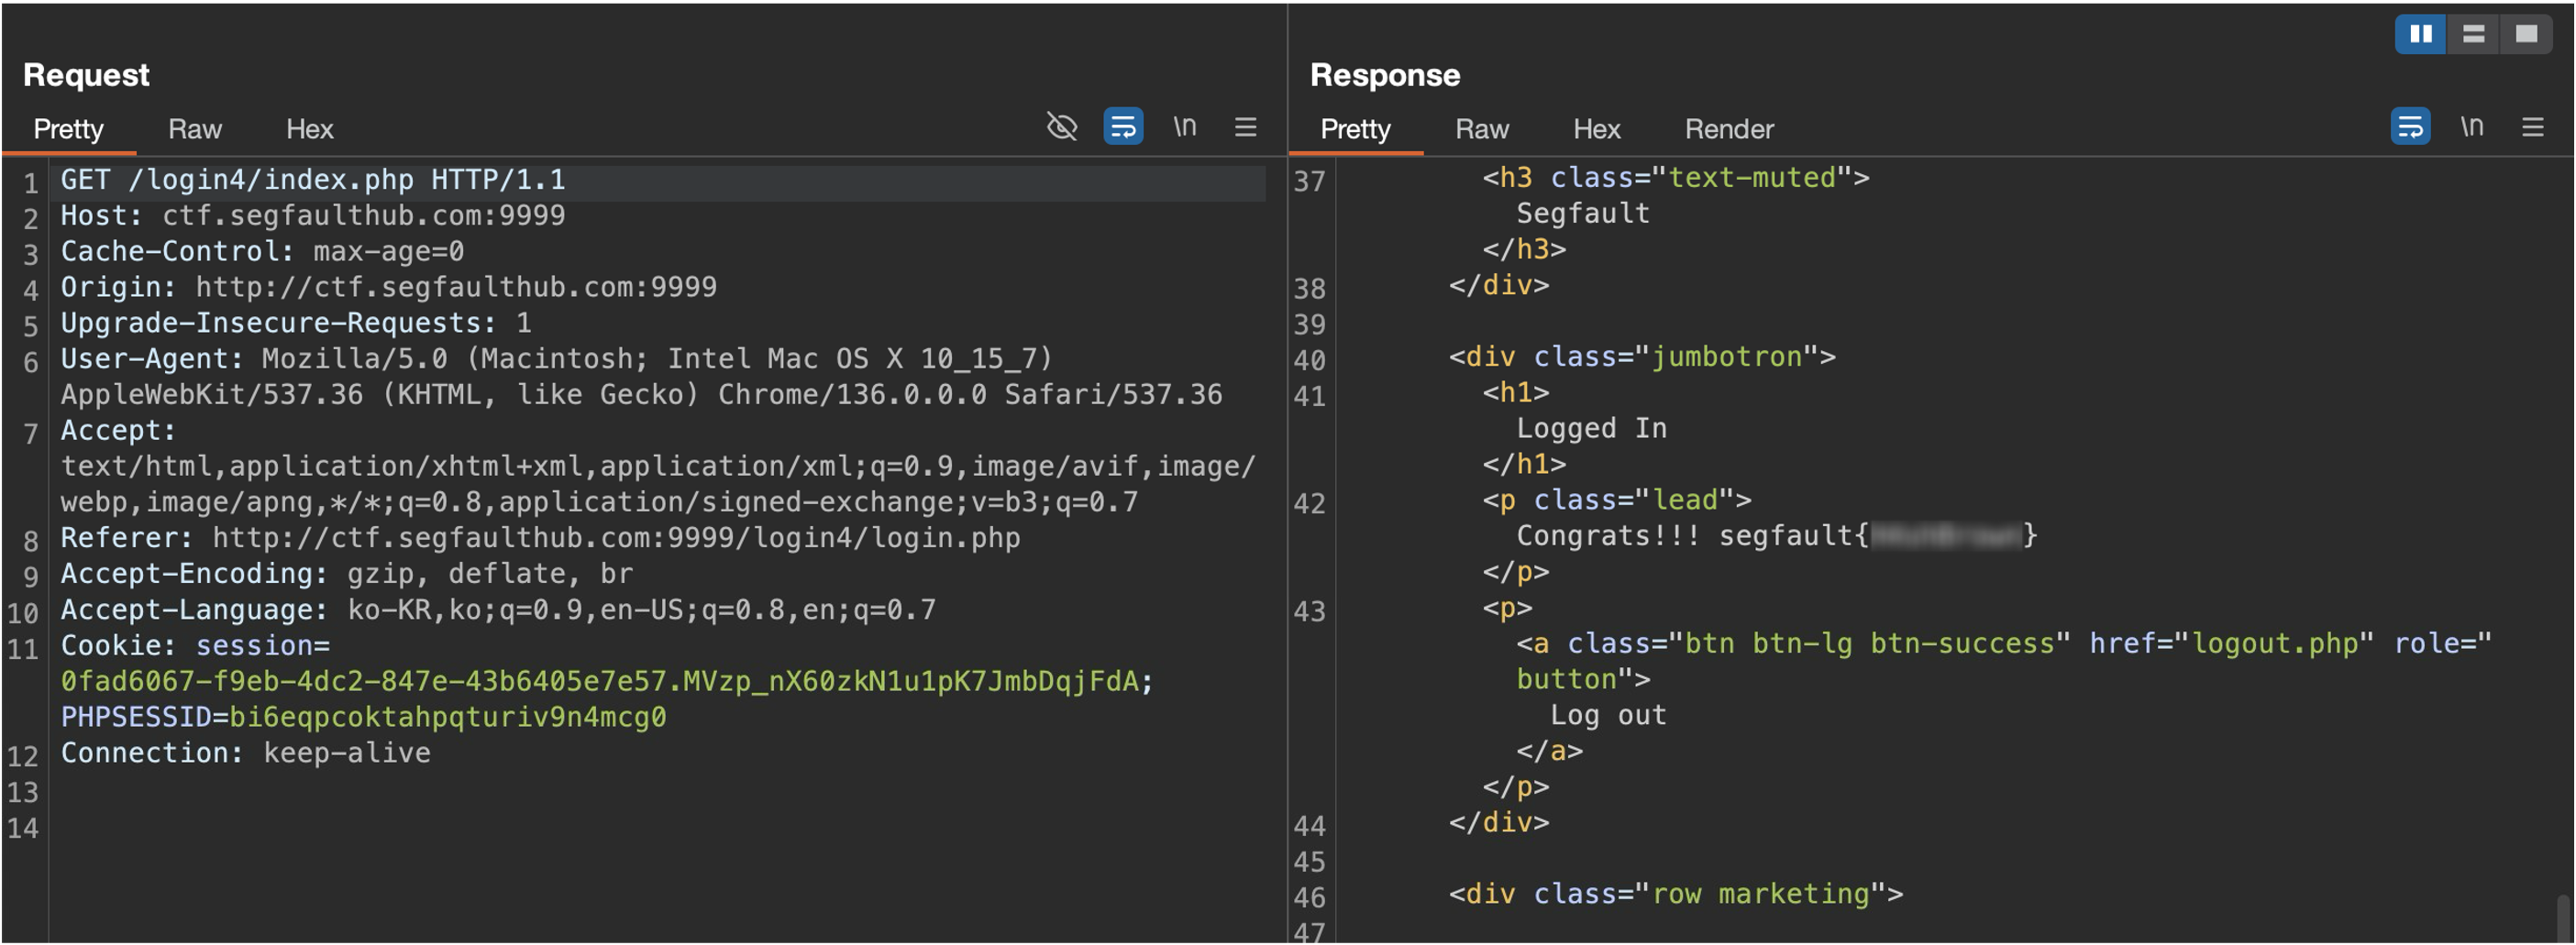 Request
Pretty Raw Hex
\n
1 GET /login4/index.php HTTP/1.1
2 Host: ctf.segfaulthub.com:9999
3 Cache-Control: max-age=0
4 Origin: http://ctf.segfaulthub.com:9999
5 Upgrade-Insecure-Requests: 1
6 User-Agent: Mozilla/5.0 (Macintosh; Intel Mac OS X 10_15_7)
AppleWebKit/537.36 (KHTML, like Gecko) Chrome/136.0.0.0 Safari/537.36
7 Accept:
text/html,application/xhtml+xml,application/xml;q=0.9,image/avif,image/
webp,image/apng,*/*;q=0.8,application/signed-exchange;v=b3;q=0.7
8 Referer: http://ctf.segfaulthub.com:9999/login4/login.php
9 Accept-Encoding: gzip, deflate, br
10 Accept-Language: ko-KR,ko;q=0.9,en-US;q=0.8,en;q=0.7
11 Cookie: session=
0fad6067-f9eb-4dc2-847e-43b6405e7e57.MVzp_nX60zkN1u1pK7JmbDqjFdA;
PHPSESSID=bi6eqpcoktahpqturiv9n4mcg0
12 Connection: keep-alive
13
14
Response
Pretty Raw Hex Render
\n
37 <h3 class="text-muted">
Segfault
</h3>
38 </div>
39
40 <div class="jumbotron">
41 <h1>
Logged In
</h1>
42 <p class="lead">
Congrats!!! segfault{}
</p>
43 <p>
<a class="btn btn-lg btn-success" href="logout.php" role="
button">
Log out
</a>
</p>
44 </div>
45
46 <div class="row marketing">
47